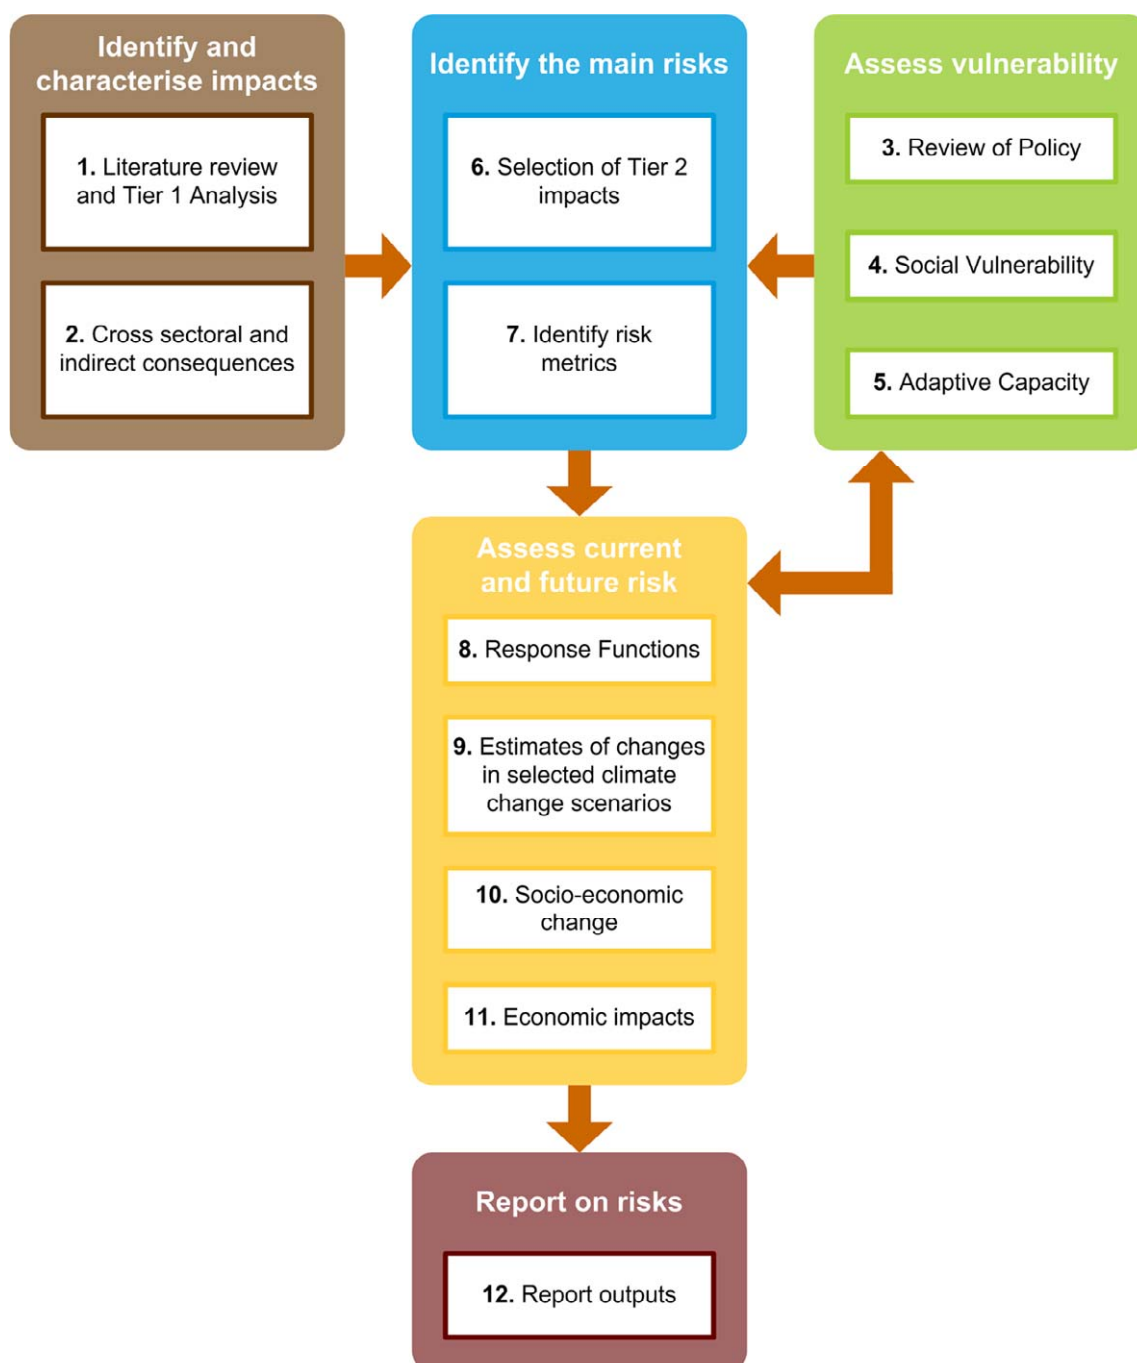 Identify and
characterise impacts
1. Literature review
and Tier 1 Analysis
2. Cross sectoral and
indirect consequences
Identify the main risks
6. Selection of Tier 2
impacts
7. Identify risk
metrics
Assess vulnerability
3. Review of Policy
4. Social Vulnerability
5. Adaptive Capacity
Assess current
and future risk
8. Response Functions
9. Estimates of changes
in selected climate
change scenarios
10. Socio-economic
change
11. Economic impacts
Report on risks
12. Report outputs